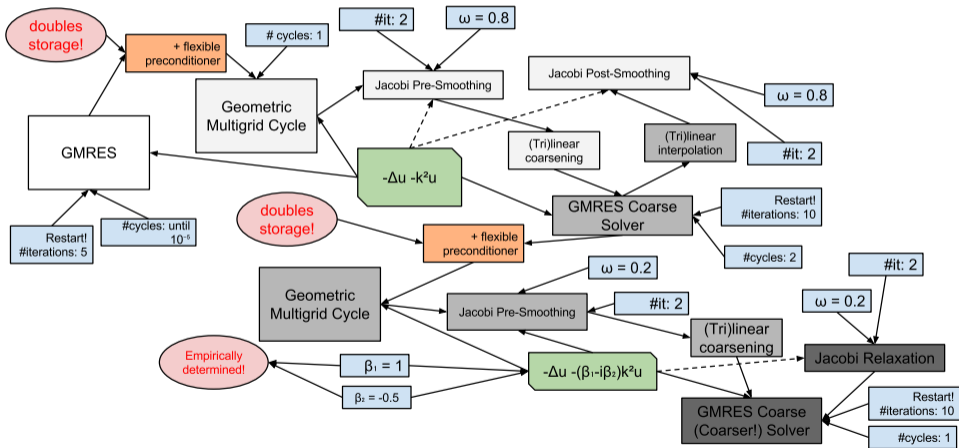 doubles
storage!
+ flexible
preconditioner
# cycles: 1
#it: 2
ω = 0.8
Jacobi Pre-Smoothing
Jacobi Post-Smoothing
ω = 0.8
Geometric
Multigrid Cycle
GMRES
(Tri)linear
coarsening
(Tri)linear
interpolation
#it: 2
-Δu -k²u
doubles
storage!
GMRES Coarse
Solver
Restart!
#iterations: 10
Restart!
#iterations: 5
#cycles: until
10⁻⁵
+ flexible
preconditioner
#cycles: 2
ω = 0.2
#it: 2
Geometric
Multigrid Cycle
Jacobi Pre-Smoothing
#it: 2
ω = 0.2
(Tri)linear
coarsening
Empirically
determined!
β₁ = 1
β₂ = -0.5
-Δu -(β₁-iβ₂)k²u
Jacobi Relaxation
GMRES Coarse
(Coarser!) Solver
Restart!
#iterations: 10
#cycles: 1